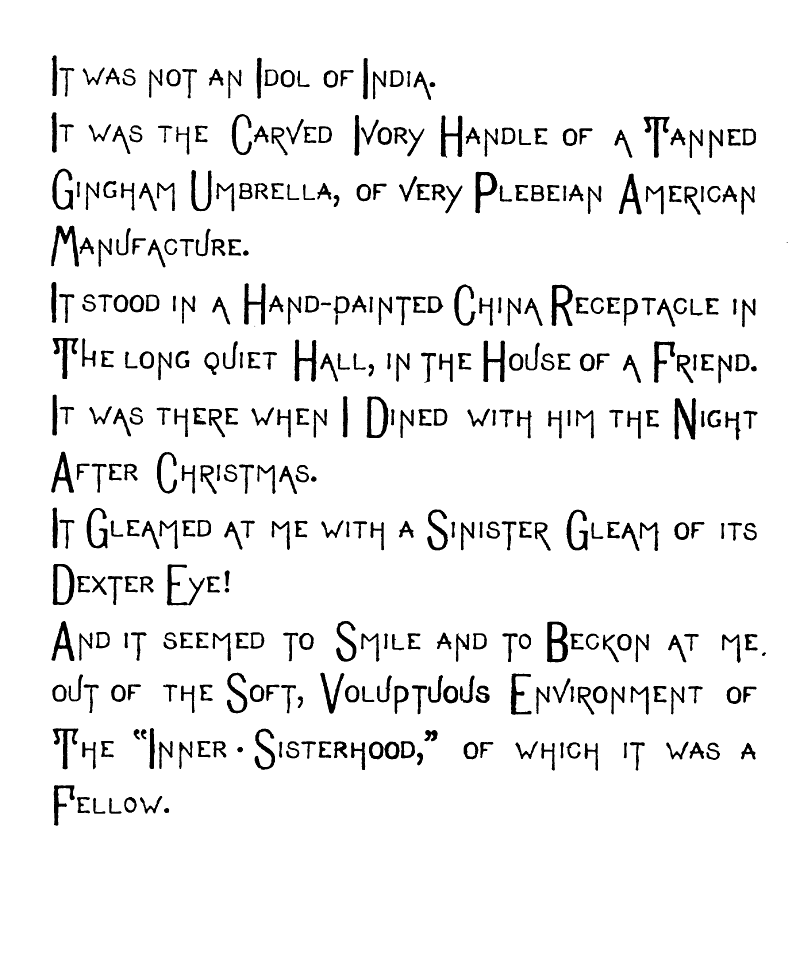 It was not an Idol of India.
It was the Carved Ivory Handle of a Tanned
Gingham Umbrella, of very Plebeian American
Manufacture.
It stood in a Hand-painted China Receptacle in
The long quiet Hall, in the House of a Friend.
It was there when I Dined with him the Night
After Christmas.
It Gleamed at me with a Sinister Gleam of its
Dexter Eye!
And it seemed to Smile and to Beckon at me.
out of the Soft, Voluptuous Environment of
The “Inner · Sisterhood,” of which it was a
Fellow.